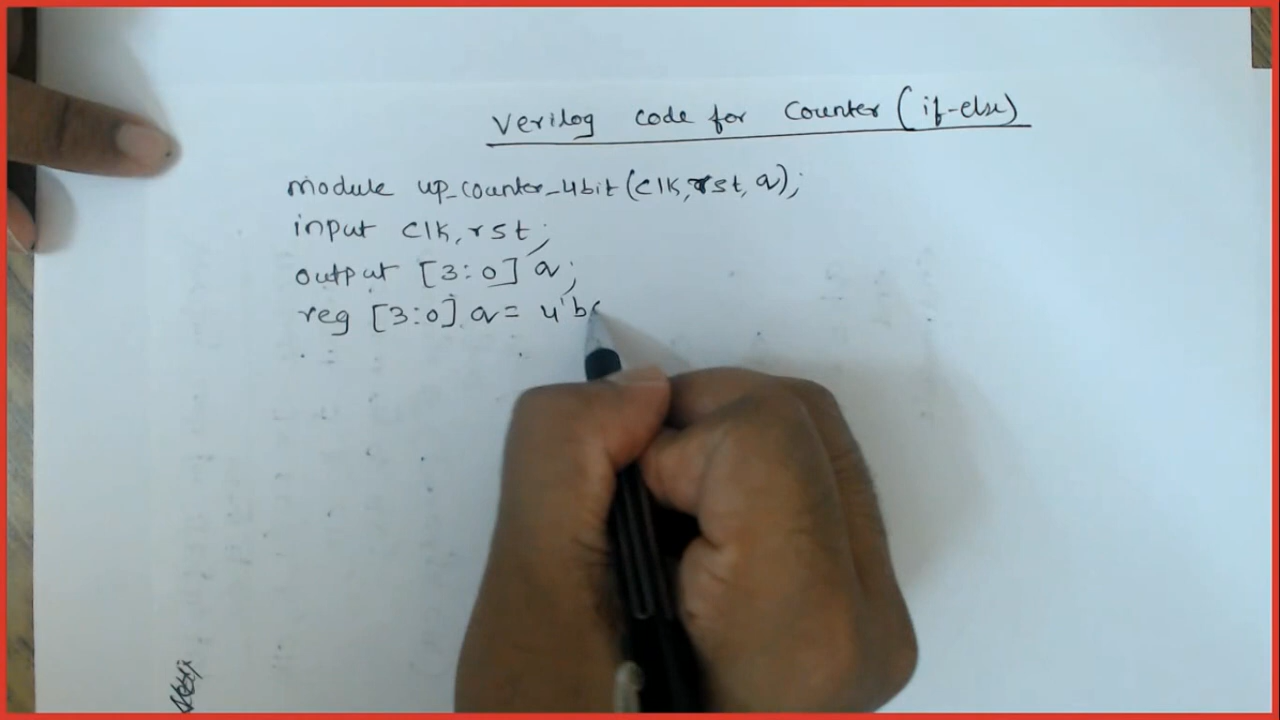 Verilog code for Counter (if-else)
module up_counter_4bit(clk,rst,q);
input clk,rst;
output [3:0] q;
reg [3:0] q= 4'b0